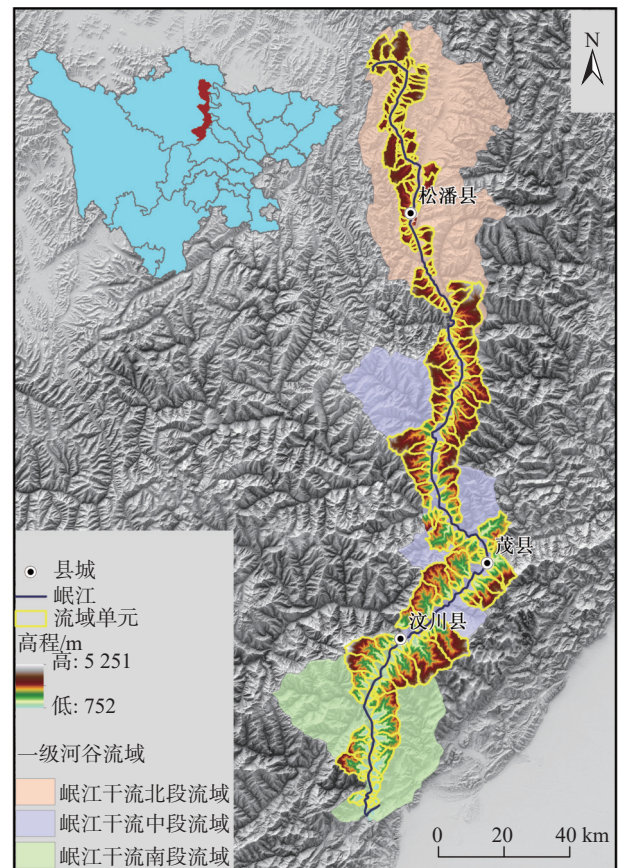 N
松潘县
茂县
汶川县
县城
岷江
流域单元
高程/m
高: 5 251
低: 752
一级河谷流域
岷江干流北段流域
岷江干流中段流域
岷江干流南段流域
0 20 40 km